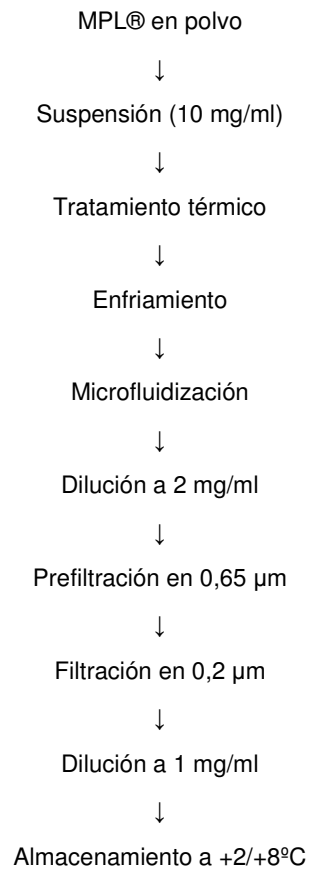 MPL® en polvo
↓
Suspensión (10 mg/ml)
↓
Tratamiento térmico
↓
Enfriamiento
↓
Microfluidización
↓
Dilución a 2 mg/ml
↓
Prefiltración en 0,65 µm
↓
Filtración en 0,2 µm
↓
Dilución a 1 mg/ml
↓
Almacenamiento a +2/+8ºC